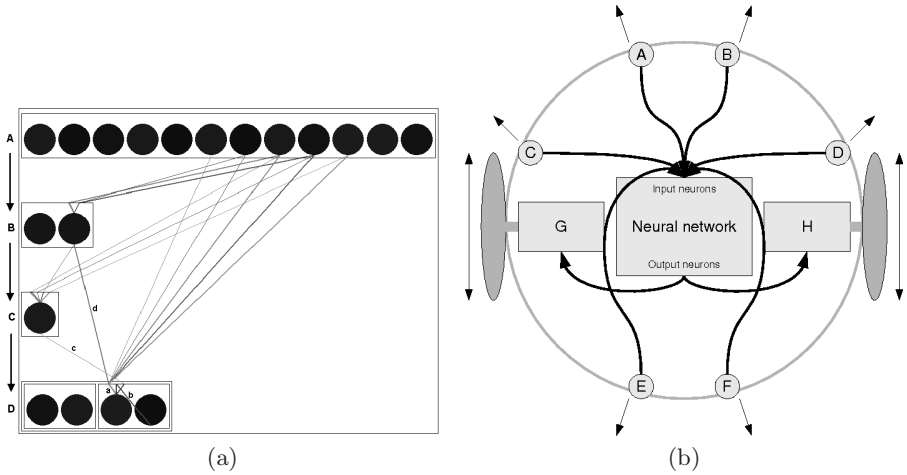 A
B
C
D
d
c
a
b
(a)
A
B
C
D
Input neurons
G
Neural network
H
Output neurons
E
F
(b)